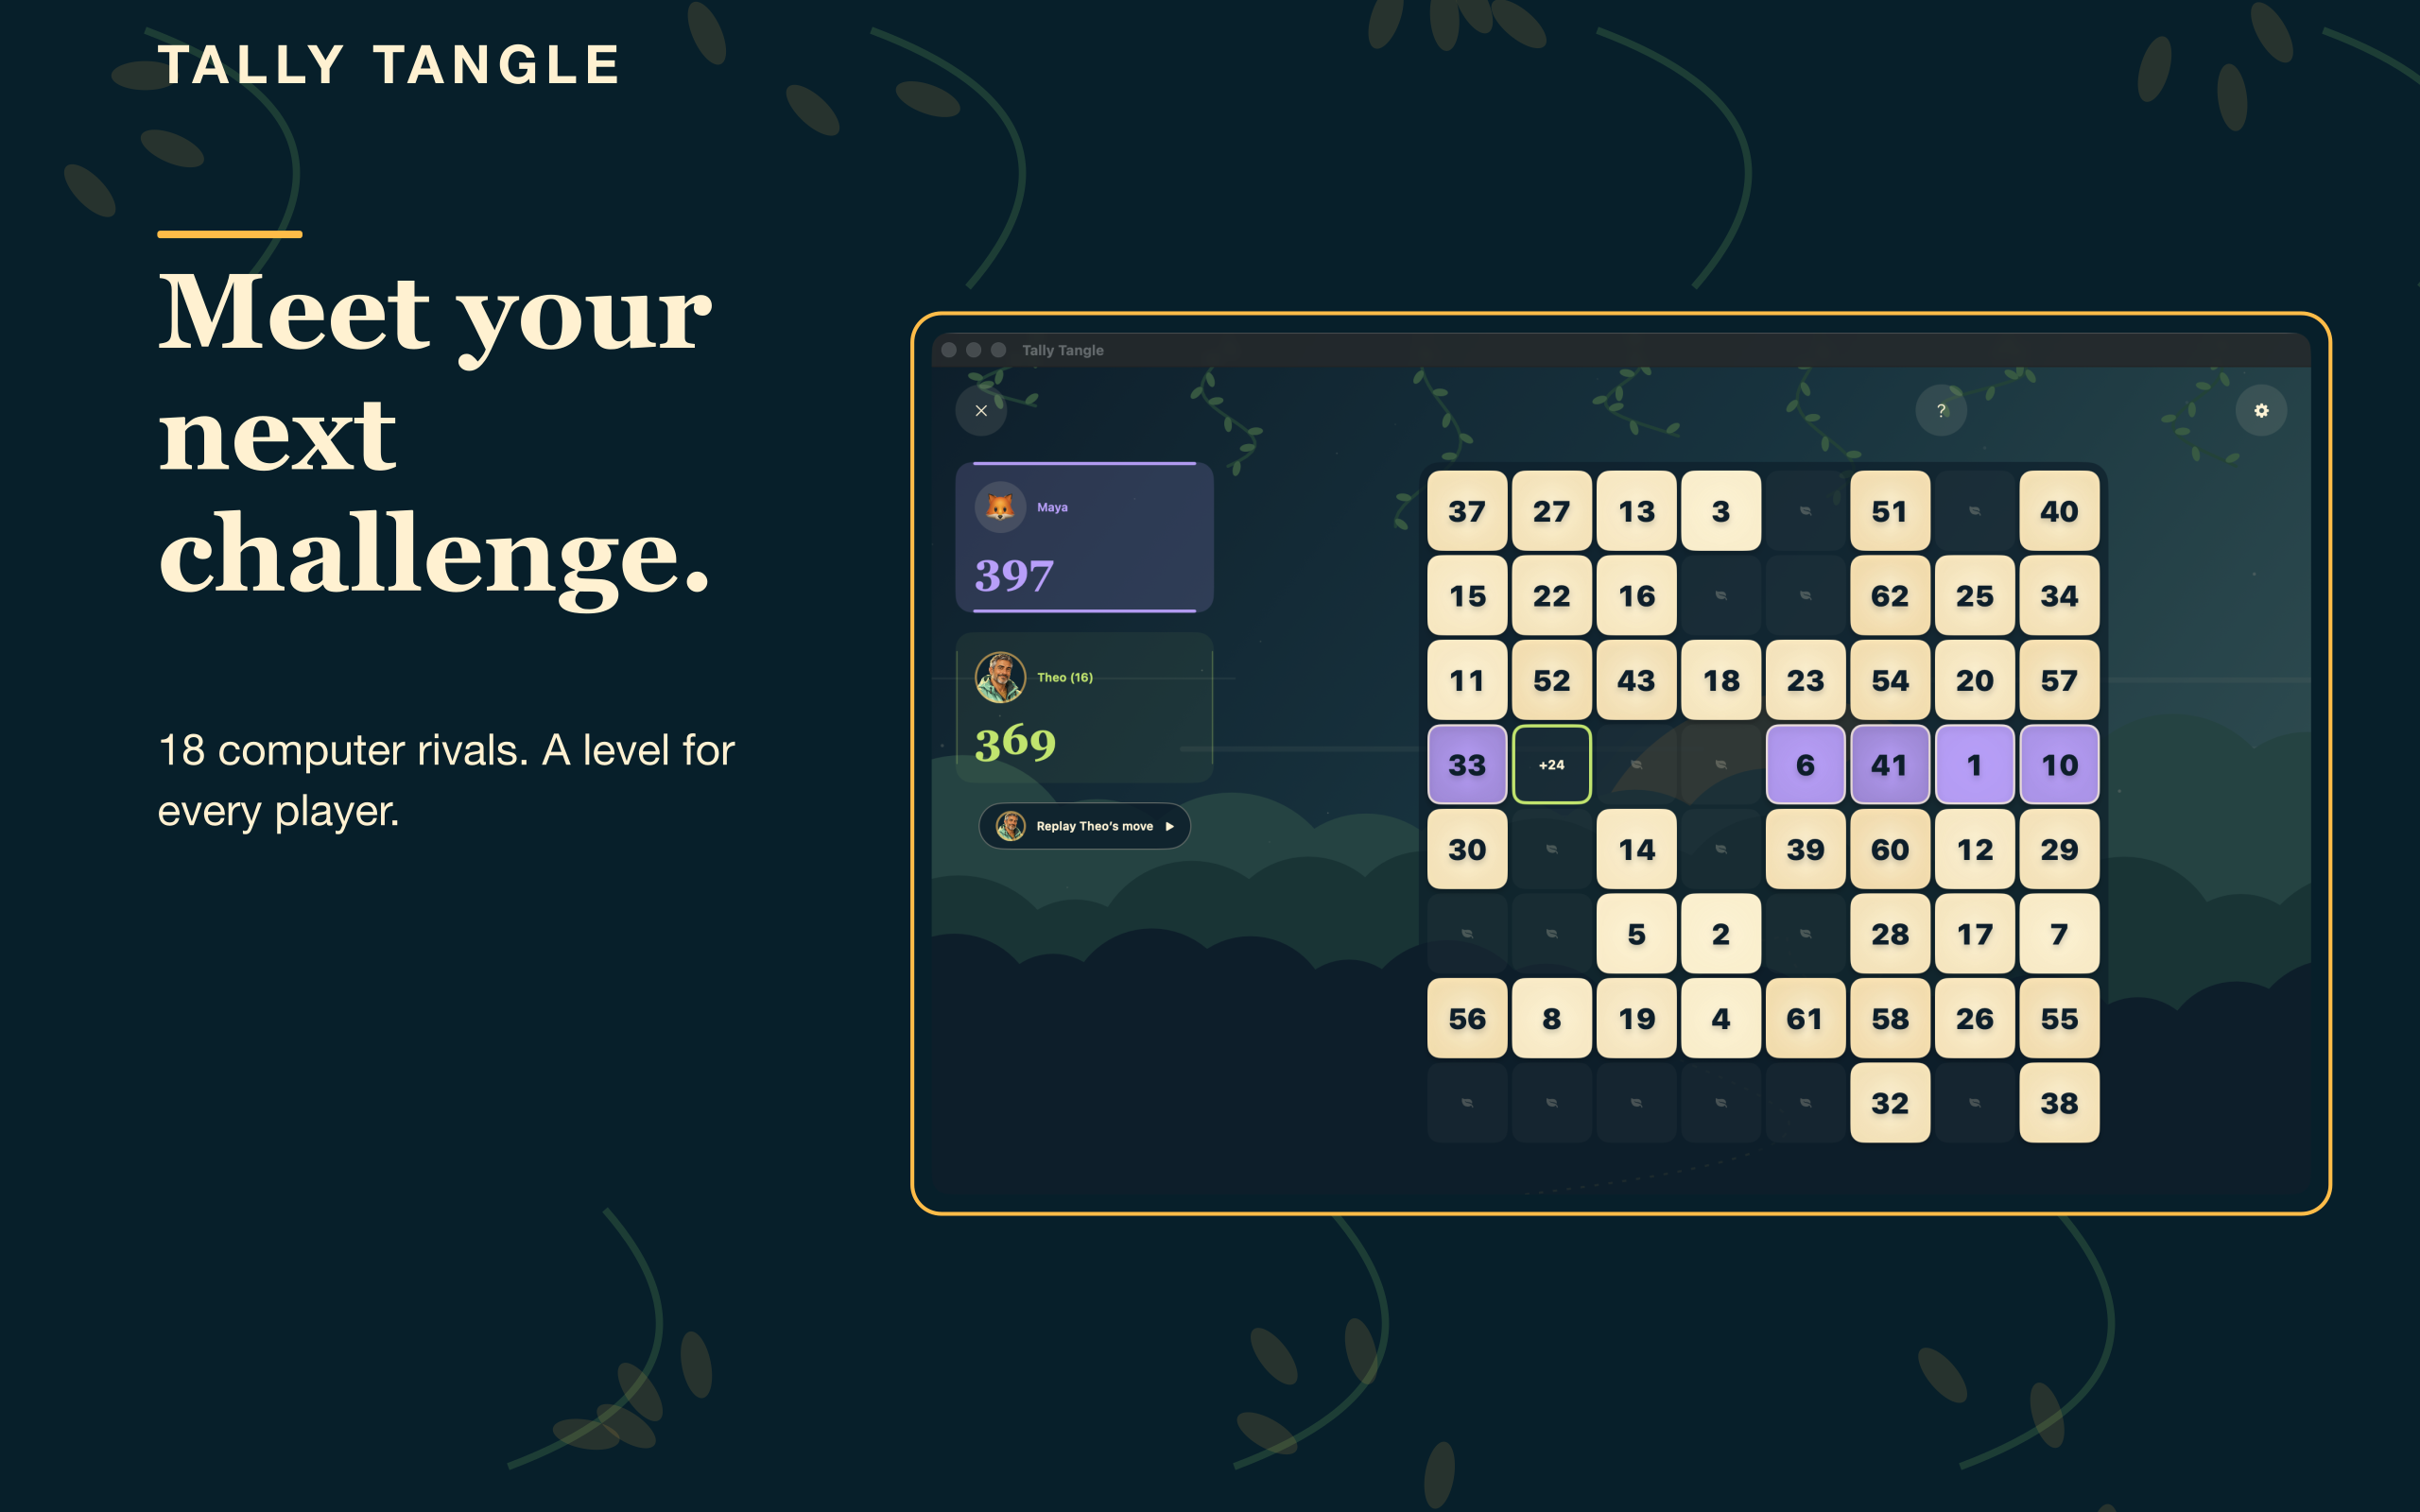 TALLY TANGLE
Meet your
next
challenge.
18 computer rivals. A level for
every player.
Tally Tangle
?
Maya
397
Theo (16)
369
Replay Theo's move
37 27 13 3 51 40
15 22 16 62 25 34
11 52 43 18 23 54 20 57
33 +24 6 41 1 10
30 14 39 60 12 29
5 2 28 17 7
56 8 19 4 61 58 26 55
32 38